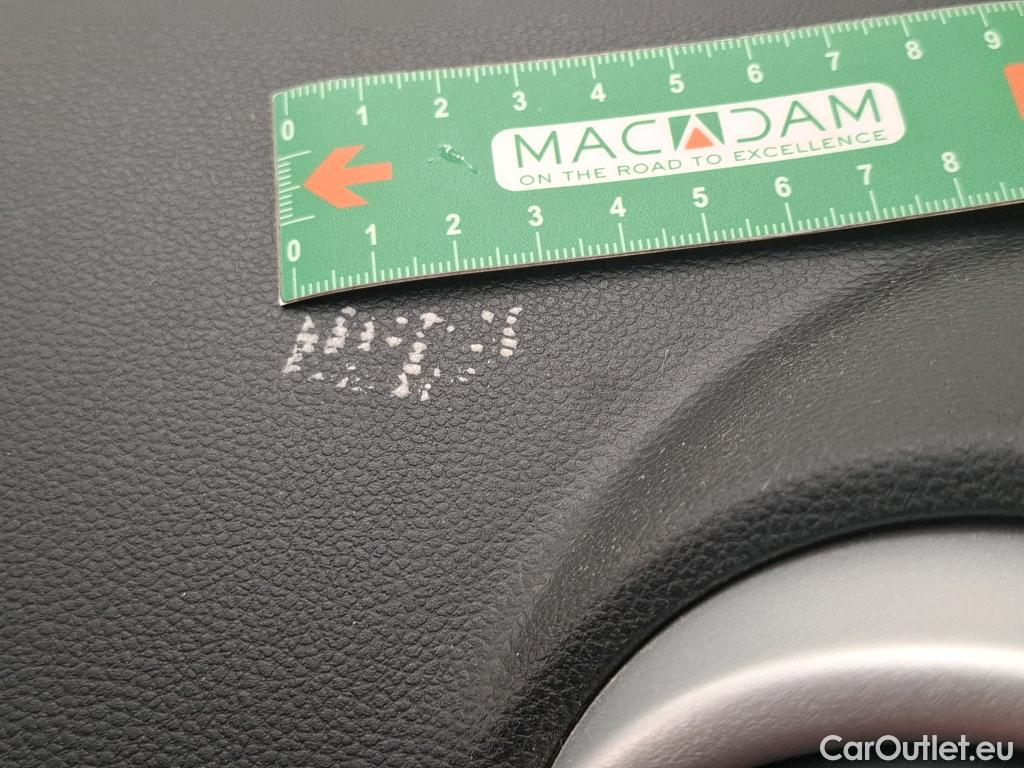 0 1 2 3 4 5 6 7 8 9
MACADAM
ON THE ROAD TO EXCELLENCE
0 1 2 3 4 5 6 7 8
CarOutlet.eu